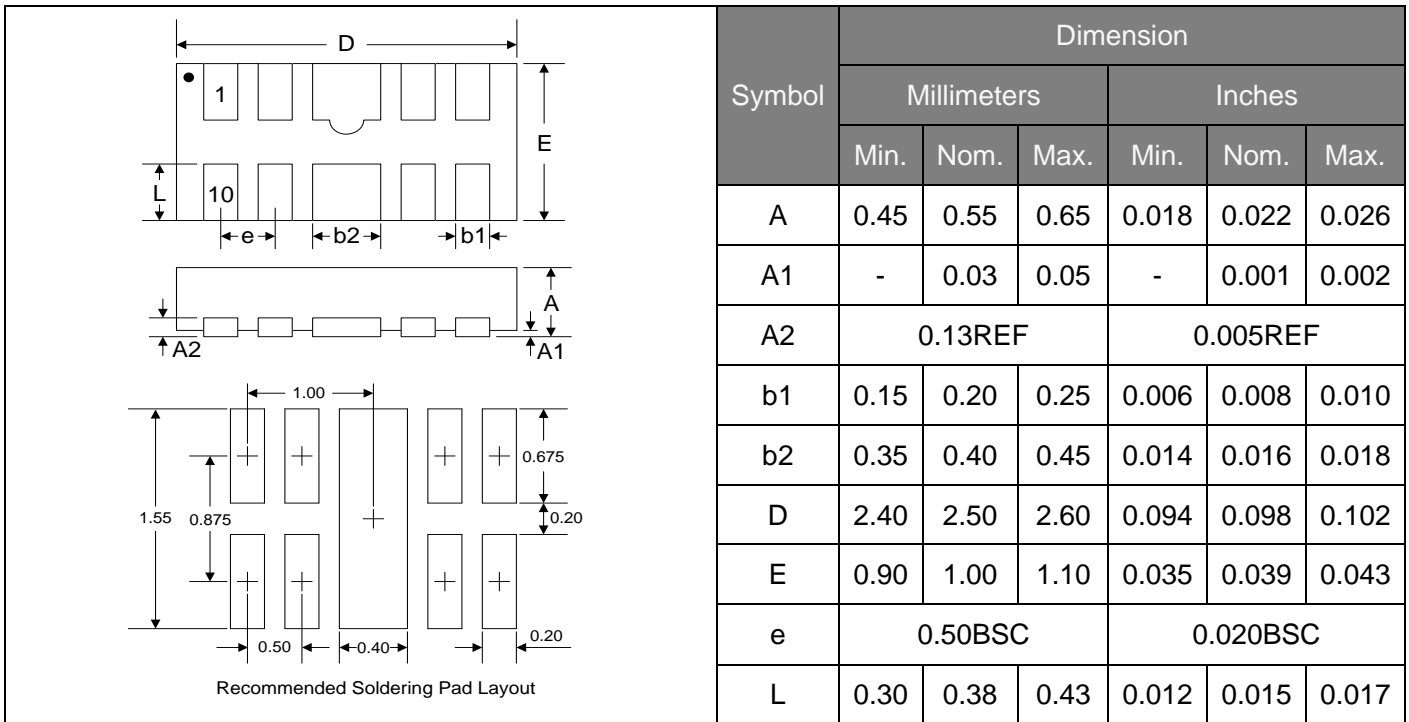 D
1
E
L
10
e
b2
b1
A
A2
A1
1.00
0.675
1.55
0.875
0.20
0.50
0.40
0.20
Recommended Soldering Pad Layout
Symbol
Dimension
Millimeters Inches
Min. Nom. Max. Min. Nom. Max.
A 0.45 0.55 0.65 0.018 0.022 0.026
A1 - 0.03 0.05 - 0.001 0.002
A2 0.13REF 0.005REF
b1 0.15 0.20 0.25 0.006 0.008 0.010
b2 0.35 0.40 0.45 0.014 0.016 0.018
D 2.40 2.50 2.60 0.094 0.098 0.102
E 0.90 1.00 1.10 0.035 0.039 0.043
e 0.50BSC 0.020BSC
L 0.30 0.38 0.43 0.012 0.015 0.017